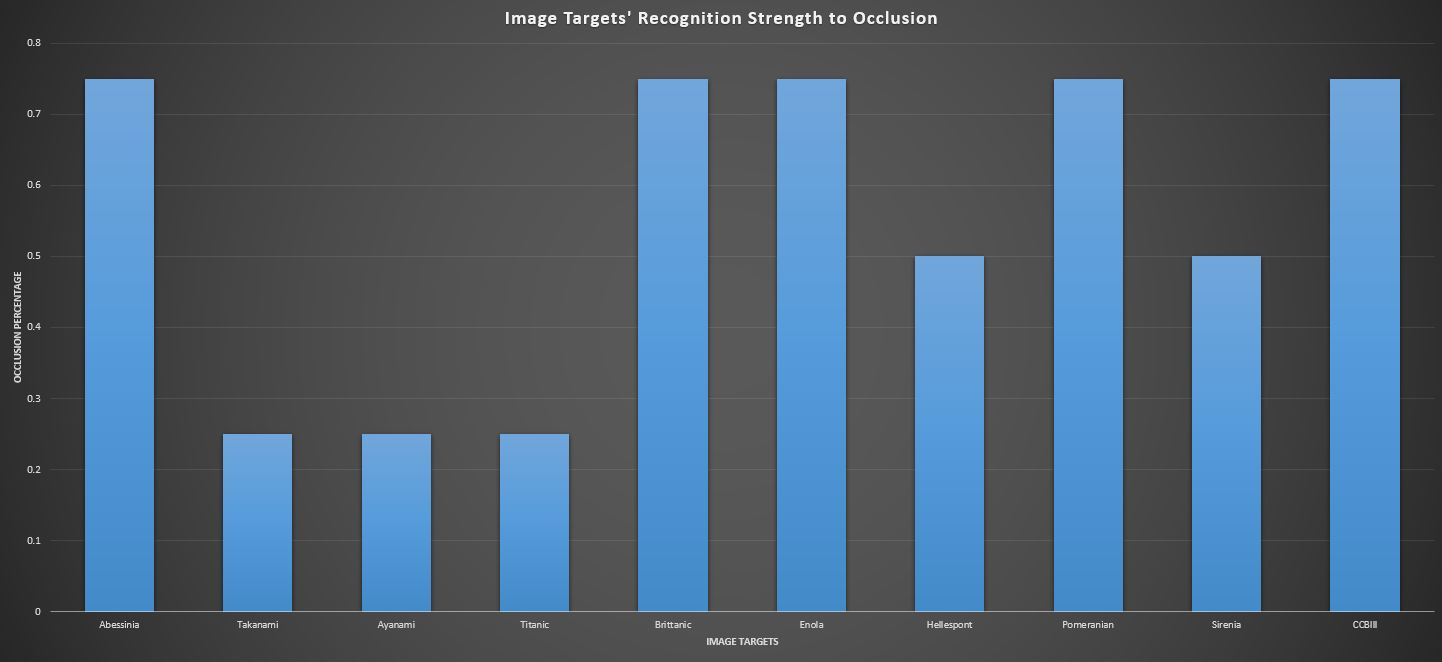 Image Targets' Recognition Strength to Occlusion
0.8
0.7
0.6
0.5
0.4
0.3
0.2
0.1
0
OCCLUSION PERCENTAGE
Abessinia Takanami Ayanami Titanic Brittanic Enola Hellespont Pomeranian Sirenia CCBIII
IMAGE TARGETS